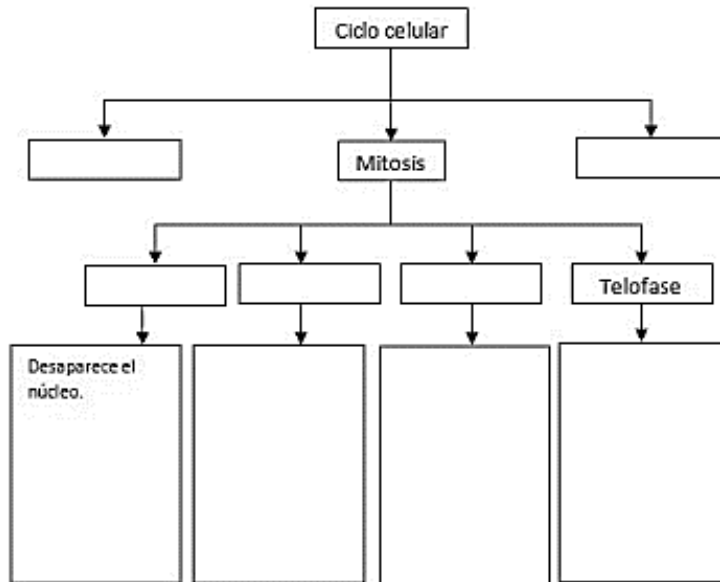 Ciclo celular
Mitosis
Telofase
Desaparece el
núcleo.